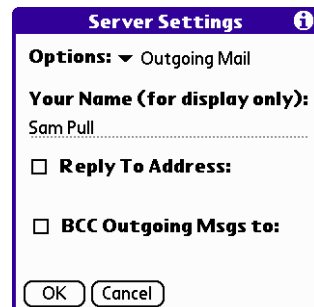 Server Settings
Options: Outgoing Mail
Your Name (for display only):
Sam Pull
Reply To Address:
BCC Outgoing Msgs to:
OK Cancel